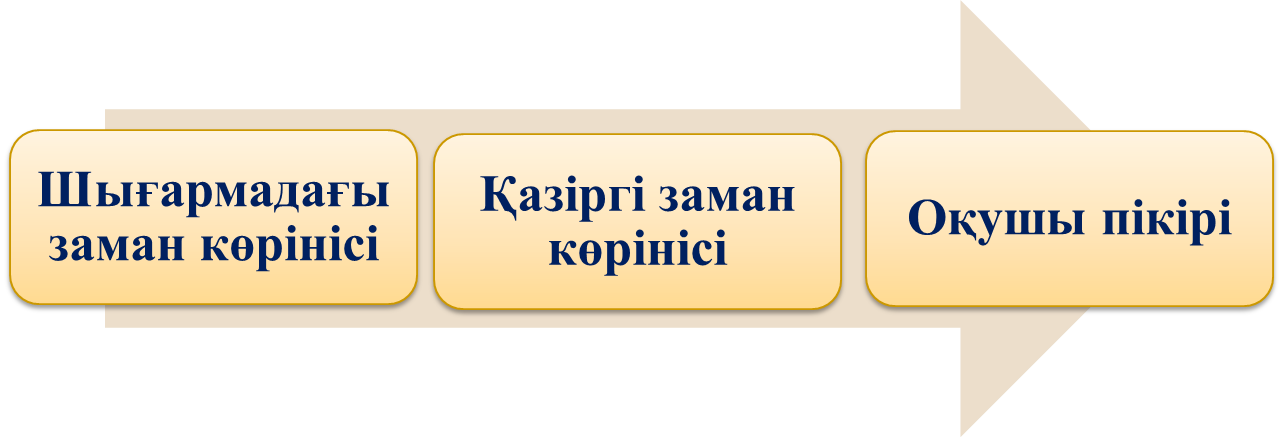 Шығармадағы
заман көрінісі
Қазіргі заман
көрінісі
Оқушы пікірі